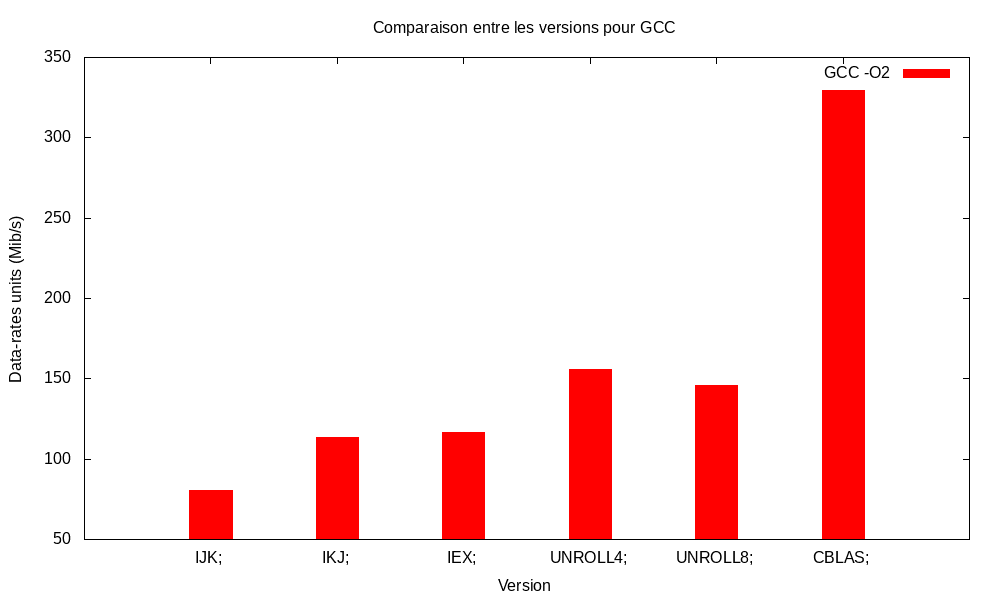 Comparaison entre les versions pour GCC
GCC -O2
Data-rates units (Mib/s)
350
300
250
200
150
100
50
IJK; IKJ; IEX; UNROLL4; UNROLL8; CBLAS;
Version